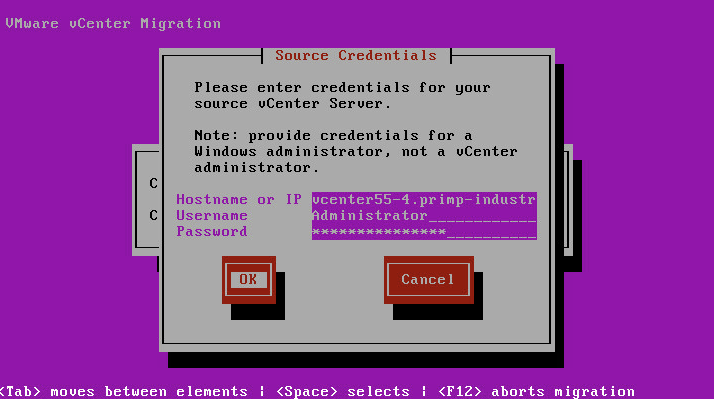 VMware vCenter Migration
Source Credentials
Please enter credentials for your
source vCenter Server.
Note: provide credentials for a
Windows administrator, not a vCenter
administrator.
C
C
Hostname or IP vcenter55-4.primp-industr
Username Administrator____________
Password ***************__________
OK Cancel
<Tab> moves between elements | <Space> selects | <F12> aborts migration